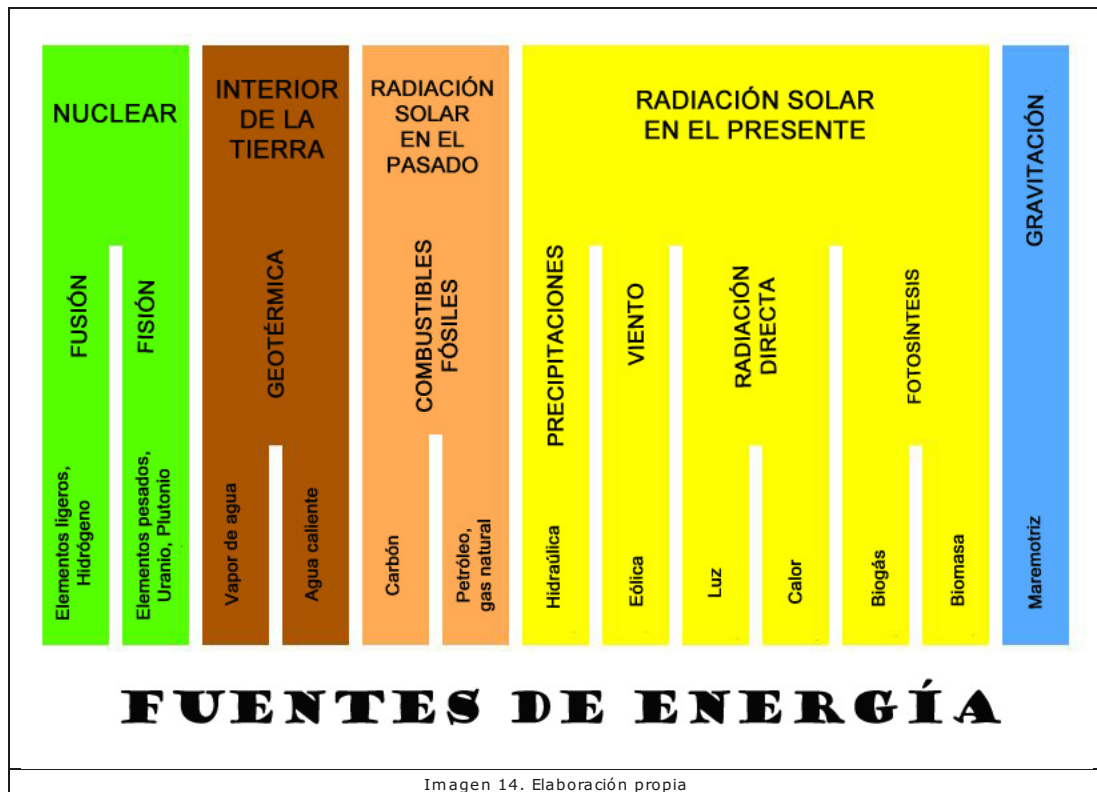 NUCLEAR
FUSIÓN
Elementos ligeros,
Hidrógeno
FISIÓN
Elementos pesados,
Uranio, Plutonio
INTERIOR
DE LA
TIERRA
GEOTÉRMICA
Vapor de agua
Agua caliente
RADIACIÓN
SOLAR
EN EL
PASADO
COMBUSTIBLES
FÓSILES
Carbón
Petróleo,
gas natural
RADIACIÓN SOLAR
EN EL PRESENTE
PRECIPITACIONES
Hidraúlica
VIENTO
Eólica
RADIACIÓN
DIRECTA
Luz
Calor
FOTOSÍNTESIS
Biogás
Biomasa
GRAVITACIÓN
Maremotriz
FUENTES DE ENERGÍA
Imagen 14. Elaboración propia